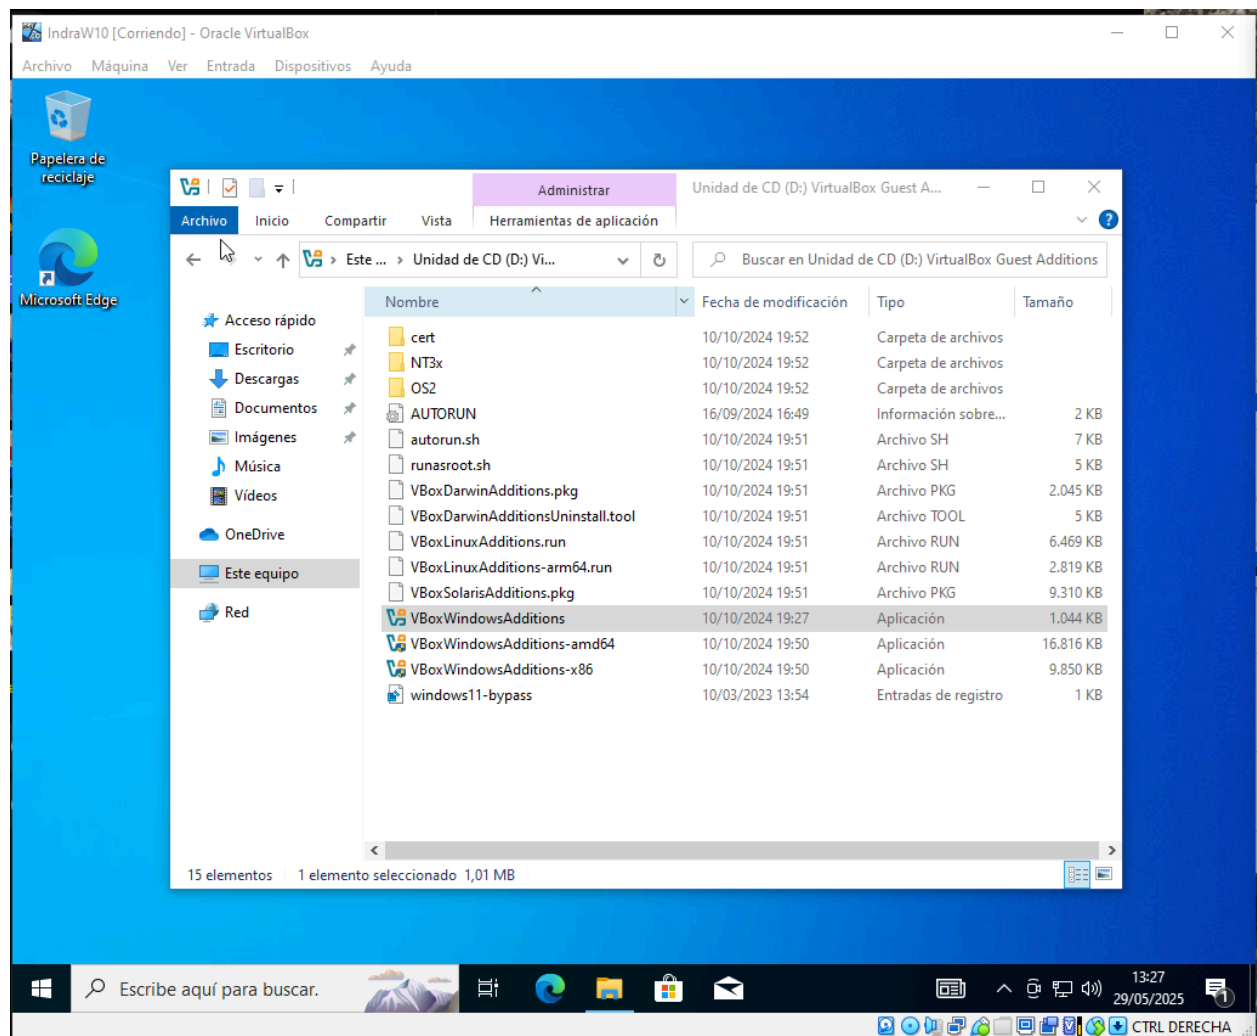 IndraW10 [Corriendo] - Oracle VirtualBox
Archivo Máquina Ver Entrada Dispositivos Ayuda
Papelera de
reciclaje
Microsoft Edge
Administrar Unidad de CD (D:) VirtualBox Guest A...
Archivo Inicio Compartir Vista Herramientas de aplicación
Este ... › Unidad de CD (D:) Vi... Buscar en Unidad de CD (D:) VirtualBox Guest Additions
Acceso rápido
Escritorio
Descargas
Documentos
Imágenes
Música
Vídeos
OneDrive
Este equipo
Red
Nombre Fecha de modificación Tipo Tamaño
cert 10/10/2024 19:52 Carpeta de archivos
NT3x 10/10/2024 19:52 Carpeta de archivos
OS2 10/10/2024 19:52 Carpeta de archivos
AUTORUN 16/09/2024 16:49 Información sobre... 2 KB
autorun.sh 10/10/2024 19:51 Archivo SH 7 KB
runasroot.sh 10/10/2024 19:51 Archivo SH 5 KB
VBoxDarwinAdditions.pkg 10/10/2024 19:51 Archivo PKG 2.045 KB
VBoxDarwinAdditionsUninstall.tool 10/10/2024 19:51 Archivo TOOL 5 KB
VBoxLinuxAdditions.run 10/10/2024 19:51 Archivo RUN 6.469 KB
VBoxLinuxAdditions-arm64.run 10/10/2024 19:51 Archivo RUN 2.819 KB
VBoxSolarisAdditions.pkg 10/10/2024 19:51 Archivo PKG 9.310 KB
VBoxWindowsAdditions 10/10/2024 19:27 Aplicación 1.044 KB
VBoxWindowsAdditions-amd64 10/10/2024 19:50 Aplicación 16.816 KB
VBoxWindowsAdditions-x86 10/10/2024 19:50 Aplicación 9.850 KB
windows11-bypass 10/03/2023 13:54 Entradas de registro 1 KB
15 elementos 1 elemento seleccionado 1,01 MB
Escribe aquí para buscar.
13:27
29/05/2025
1
CTRL DERECHA